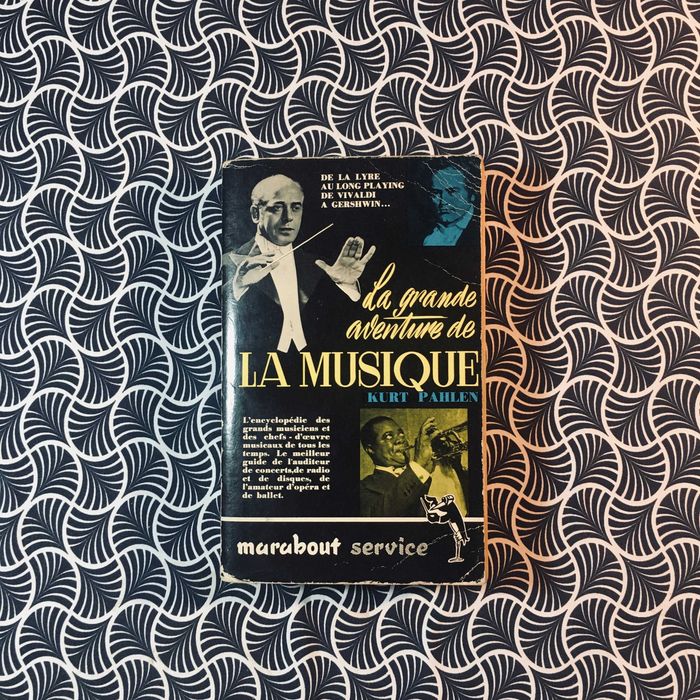 DE LA LYRE
AU LONG PLAYING
DE VIVALDI
A GERSHWIN...
La grande
aventure de
LA MUSIQUE
KURT PAHLEN
L'encyclopédie des
grands musiciens et
des chefs-d'œuvre
musicaux de tous les
temps. Le meilleur
guide de l'auditeur
de concerts,de radio
et de disques, de
l'amateur d'opéra et
de ballet.
marabout service